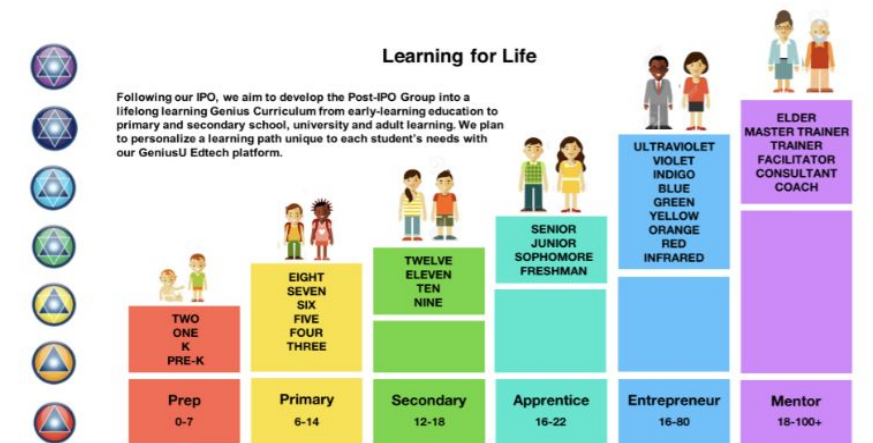 Learning for Life
Following our IPO, we aim to develop the Post-IPO Group into a
lifelong learning Genius Curriculum from early-learning education to
primary and secondary school, university and adult learning. We plan
to personalize a learning path unique to each student's needs with
our GeniusU Edtech platform.
TWO
ONE
K
PRE-K
Prep
0-7
EIGHT
SEVEN
SIX
FIVE
FOUR
THREE
Primary
6-14
TWELVE
ELEVEN
TEN
NINE
Secondary
12-18
SENIOR
JUNIOR
SOPHOMORE
FRESHMAN
Apprentice
16-22
ULTRAVIOLET
VIOLET
INDIGO
BLUE
GREEN
YELLOW
ORANGE
RED
INFRARED
Entrepreneur
16-80
ELDER
MASTER TRAINER
TRAINER
FACILITATOR
CONSULTANT
COACH
Mentor
18-100+